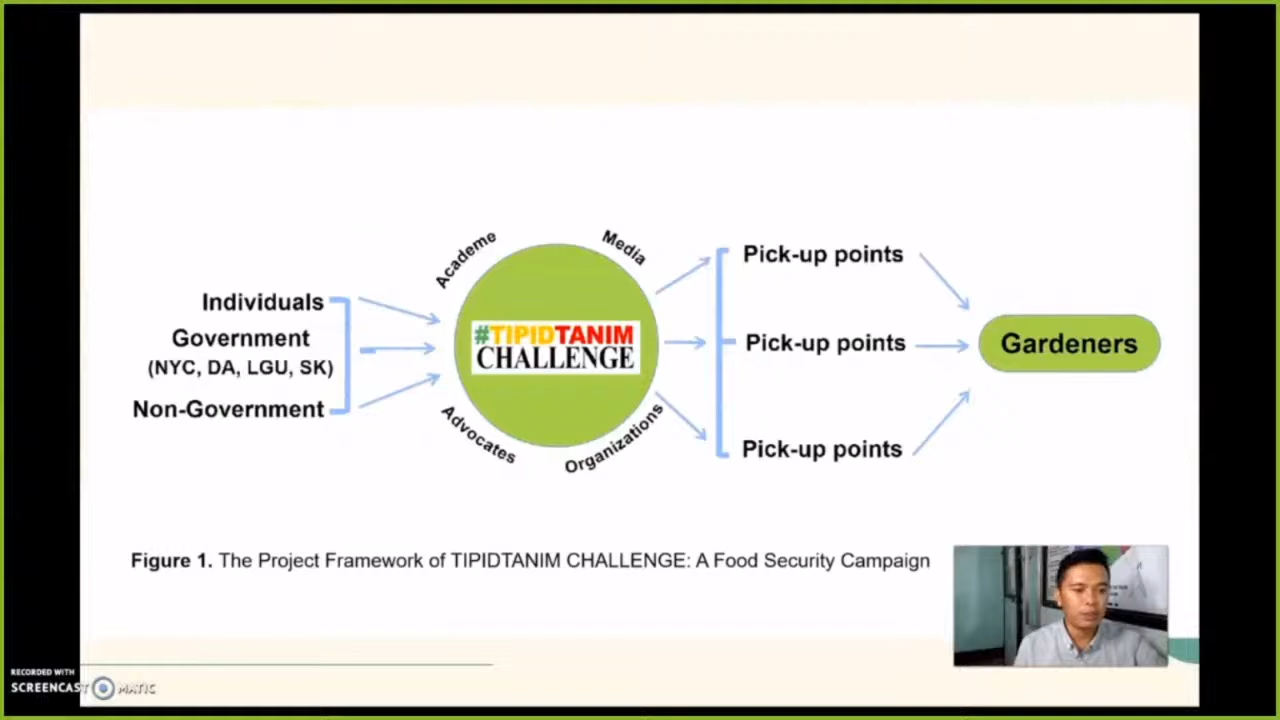 Individuals
Government
(NYC, DA, LGU, SK)
Non-Government
Academe
Media
#TIPIDTANIM
CHALLENGE
Advocates
Organizations
Pick-up points
Pick-up points
Pick-up points
Gardeners
Figure 1. The Project Framework of TIPIDTANIM CHALLENGE: A Food Security Campaign
RECORDED WITH
SCREENCAST MATIC